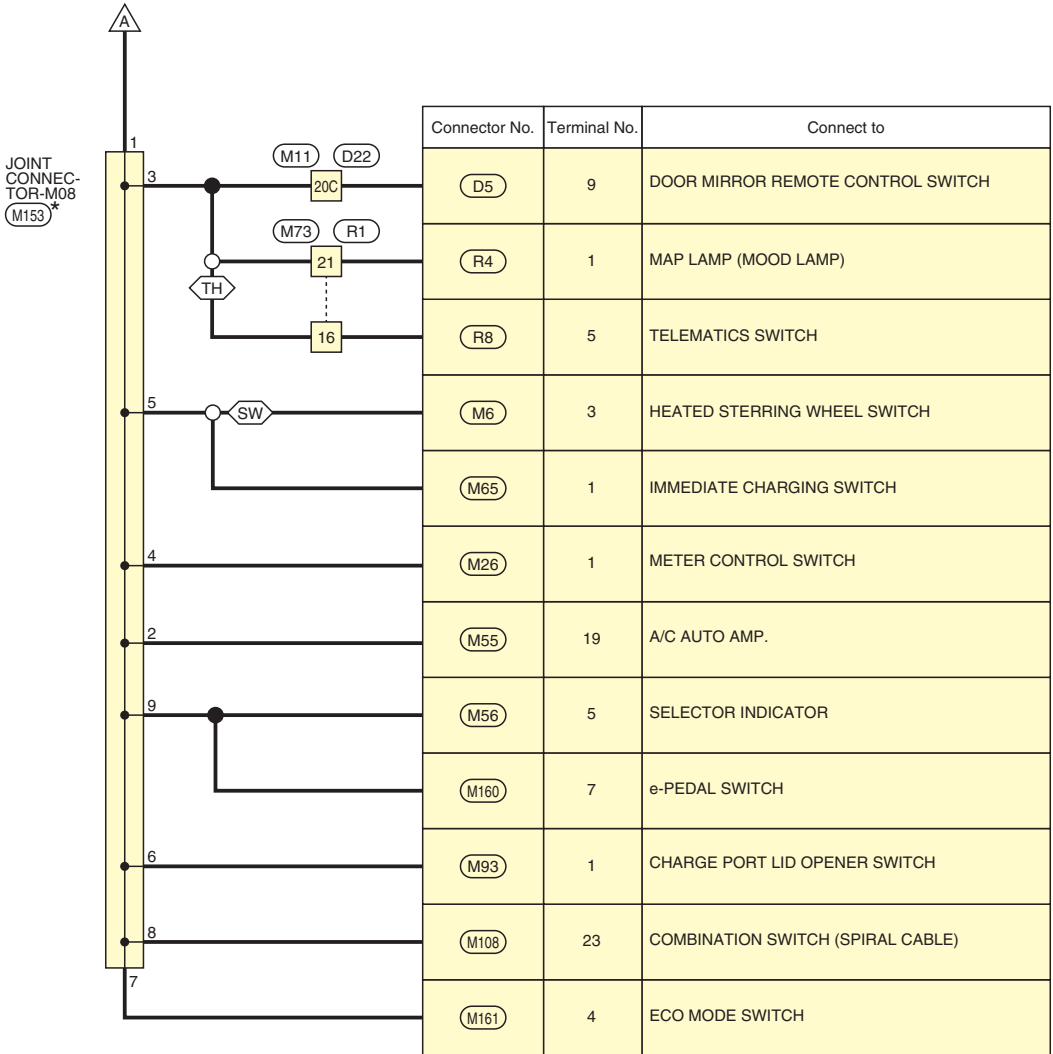 A
Connector No. Terminal No. Connect to
1
JOINT
CONNEC-
TOR-M08
M153*
3 M11 D22
20C D5 9 DOOR MIRROR REMOTE CONTROL SWITCH
M73 R1
21 R4 1 MAP LAMP (MOOD LAMP)
TH
16 R8 5 TELEMATICS SWITCH
5 SW M6 3 HEATED STERRING WHEEL SWITCH
M65 1 IMMEDIATE CHARGING SWITCH
4 M26 1 METER CONTROL SWITCH
2 M55 19 A/C AUTO AMP.
9 M56 5 SELECTOR INDICATOR
M160 7 e-PEDAL SWITCH
6 M93 1 CHARGE PORT LID OPENER SWITCH
8 M108 23 COMBINATION SWITCH (SPIRAL CABLE)
7
M161 4 ECO MODE SWITCH